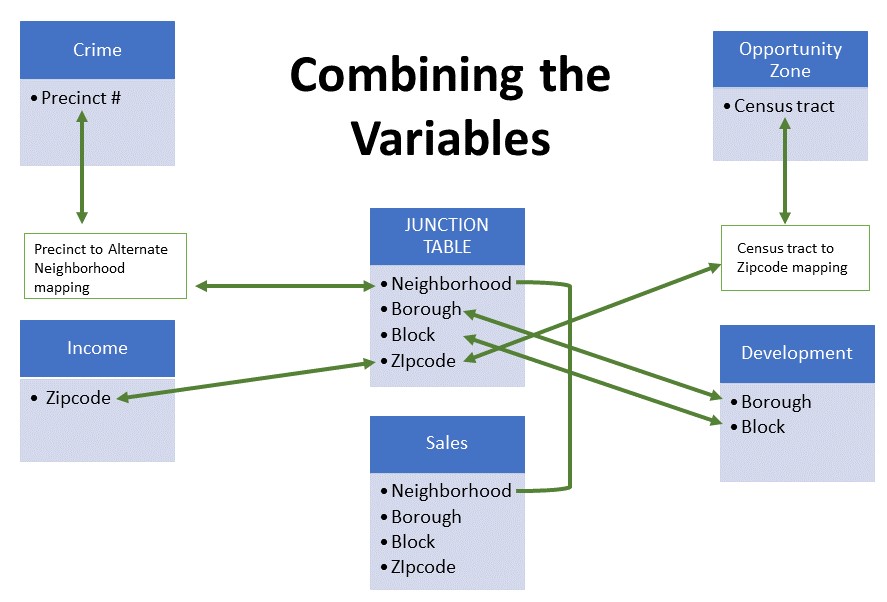 Combining the
Variables
Crime
• Precinct #
Opportunity
Zone
• Census tract
Precinct to Alternate
Neighborhood
mapping
JUNCTION
TABLE
• Neighborhood
• Borough
• Block
• ZIpcode
Census tract to
Zipcode mapping
Income
• Zipcode
Development
• Borough
• Block
Sales
• Neighborhood
• Borough
• Block
• ZIpcode